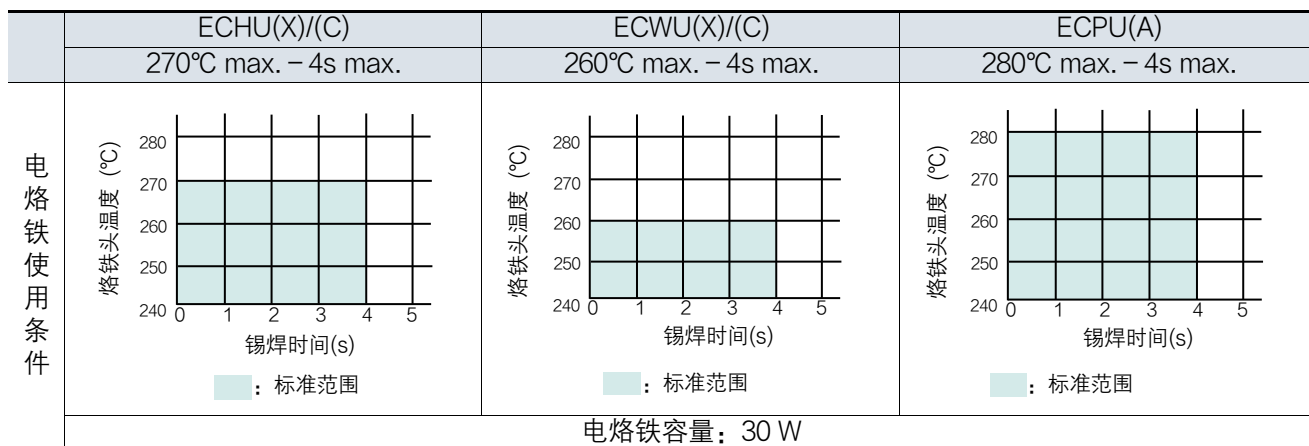 ECHU(X)/(C)
ECWU(X)/(C)
ECPU(A)
270℃ max. – 4s max.
260℃ max. – 4s max.
280℃ max. – 4s max.
电烙铁使用条件
烙铁头温度 (℃)
280
270
260
250
240
0 1 2 3 4 5
锡焊时间(s)
：标准范围
烙铁头温度 (℃)
280
270
260
250
240
0 1 2 3 4 5
锡焊时间(s)
：标准范围
烙铁头温度 (℃)
280
270
260
250
240
0 1 2 3 4 5
锡焊时间(s)
：标准范围
电烙铁容量：30 W